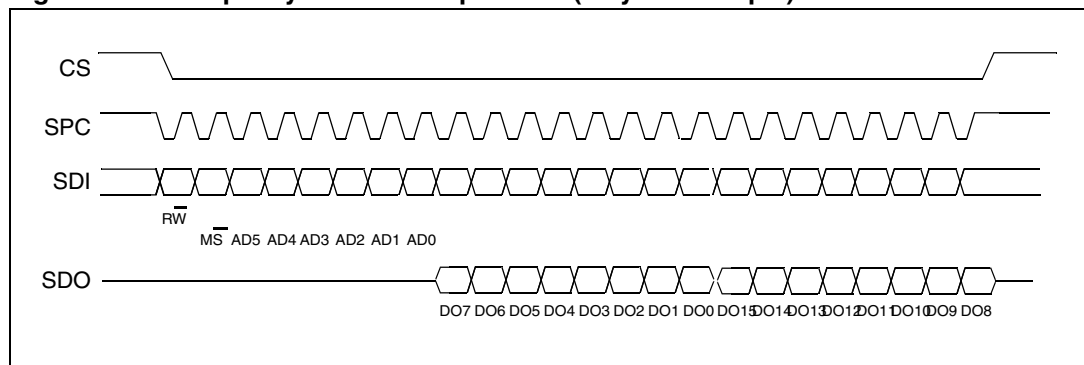 CS
SPC
SDI
RW
MS AD5 AD4 AD3 AD2 AD1 AD0
SDO
DO7 DO6 DO5 DO4 DO3 DO2 DO1 DO0 DO15 DO14 DO13 DO12 DO11 DO10 DO9 DO8